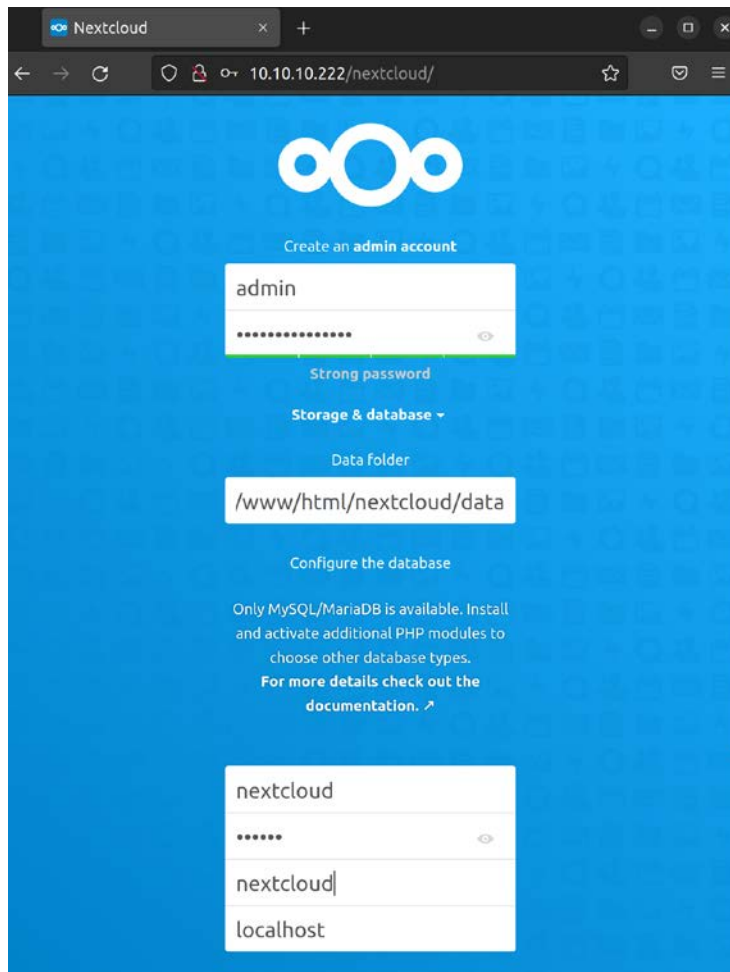 Nextcloud
10.10.10.222/nextcloud/
Create an admin account
admin
•••••••••••••••
Strong password
Storage & database
Data folder
/www/html/nextcloud/data
Configure the database
Only MySQL/MariaDB is available. Install
and activate additional PHP modules to
choose other database types.
For more details check out the
documentation. ↗
nextcloud
••••••
nextcloud
localhost